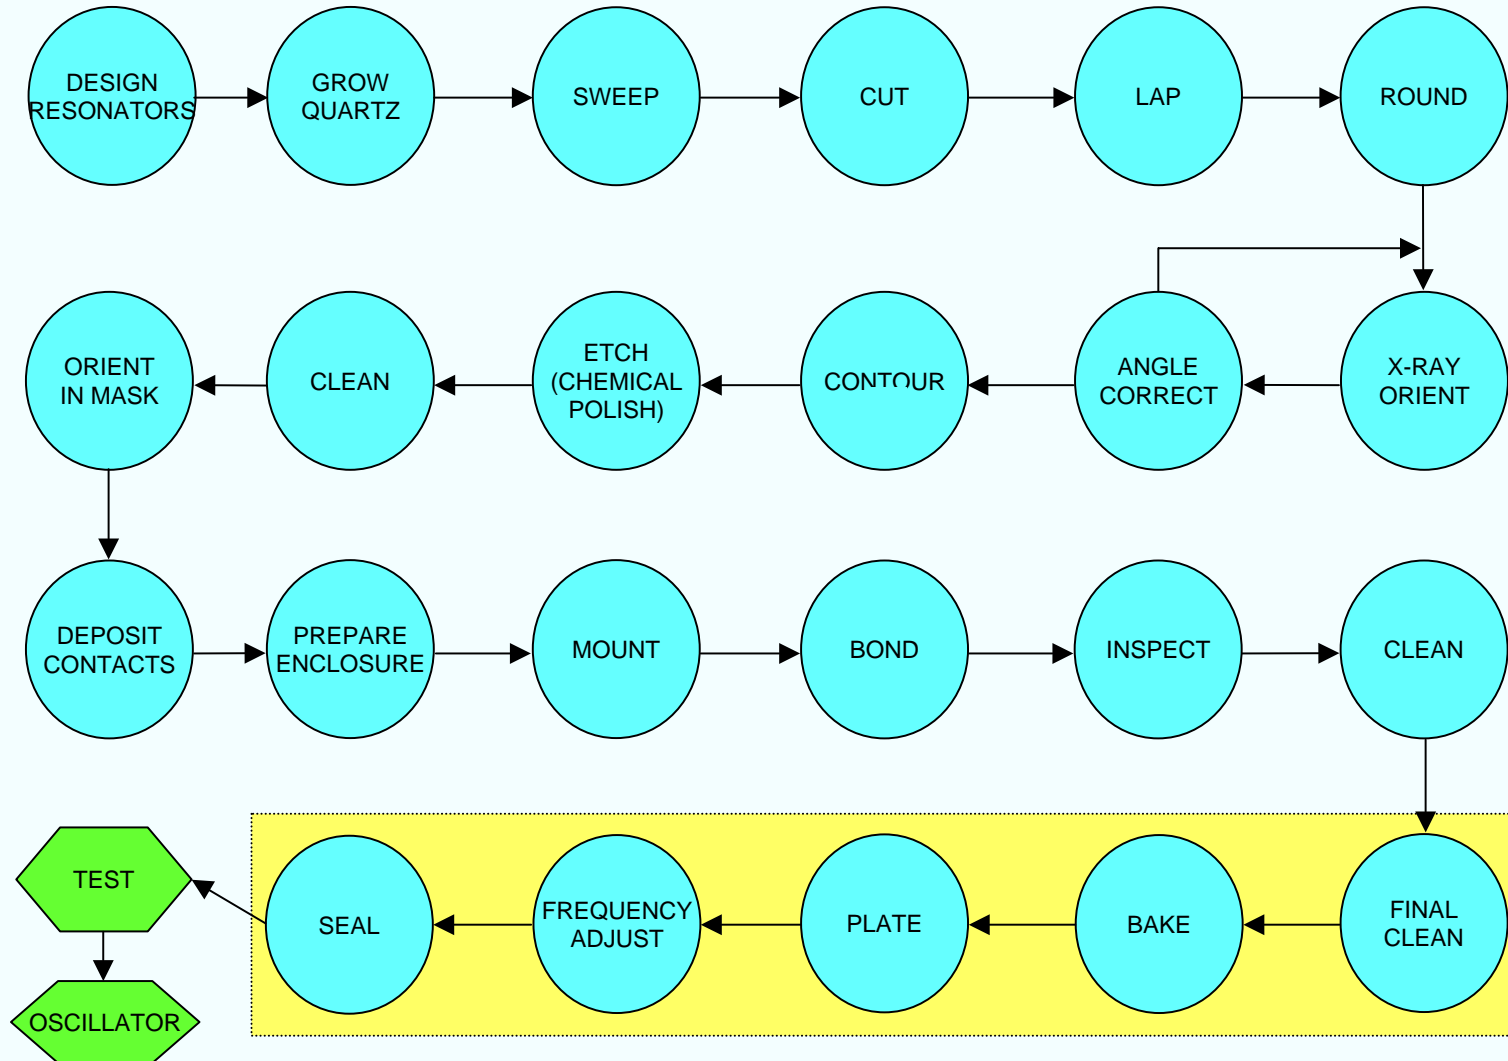 DESIGN
RESONATORS
GROW
QUARTZ
SWEEP
CUT
LAP
ROUND
ORIENT
IN MASK
CLEAN
ETCH
(CHEMICAL
POLISH)
CONTOUR
ANGLE
CORRECT
X-RAY
ORIENT
DEPOSIT
CONTACTS
PREPARE
ENCLOSURE
MOUNT
BOND
INSPECT
CLEAN
TEST
SEAL
FREQUENCY
ADJUST
PLATE
BAKE
FINAL
CLEAN
OSCILLATOR